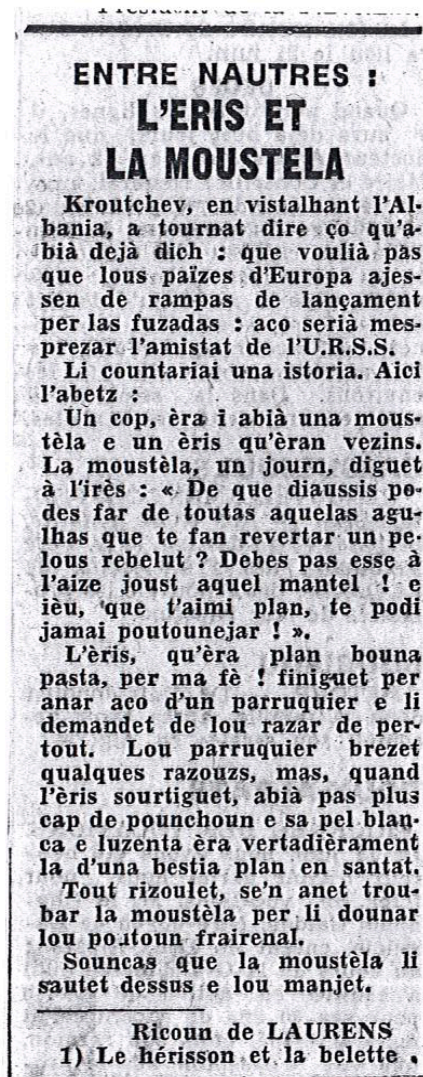 ENTRE NAUTRES :
L'ERIS ET
LA MOUSTELA
Kroutchev, en vistalhant l'Al-
bania, a tournat dire ço qu'a-
bià dejà dich : que vouliá pas
que lous païzes d'Europa ajes-
sen de rampas de lançament
per las fuzadas : aco serià mes-
prezar l'amistat de l'U.R.S.S.
Li countariai una istoria. Aici
l'abetz :
Un cop, èra i abià una mous-
tèla e un èris qu'èran vezins.
La moustèla, un journ, diguet
à l'irès : « De que diaussis po-
des far de toutas aquelas agu-
lhas que te fan revertar un pe-
lous rebelut ? Debes pas esse à
l'aize joust aquel mantel ! e
ièu, que t'aimi plan, te podi
jamai poutounejar ! ».
L'èris, qu'èra plan bouna
pasta, per ma fè ! finiguet per
anar aco d'un parruquier e li
demandet de lou razar de per-
tout. Lou parruquier brezet
qualques razouzs, mas, quand
l'èris sourtiguet, abià pas plus
cap de pounchoun e sa pel blan-
ca e luzenta èra vertadièrament
la d'una bestia plan en santat.
Tout rizoulet, se'n anet trou-
bar la moustèla per li dounar
lou poutoun frairenal.
Souncas que la moustèla li
sautet dessus e lou manjet.
Ricoun de LAURENS
1) Le hérisson et la belette .